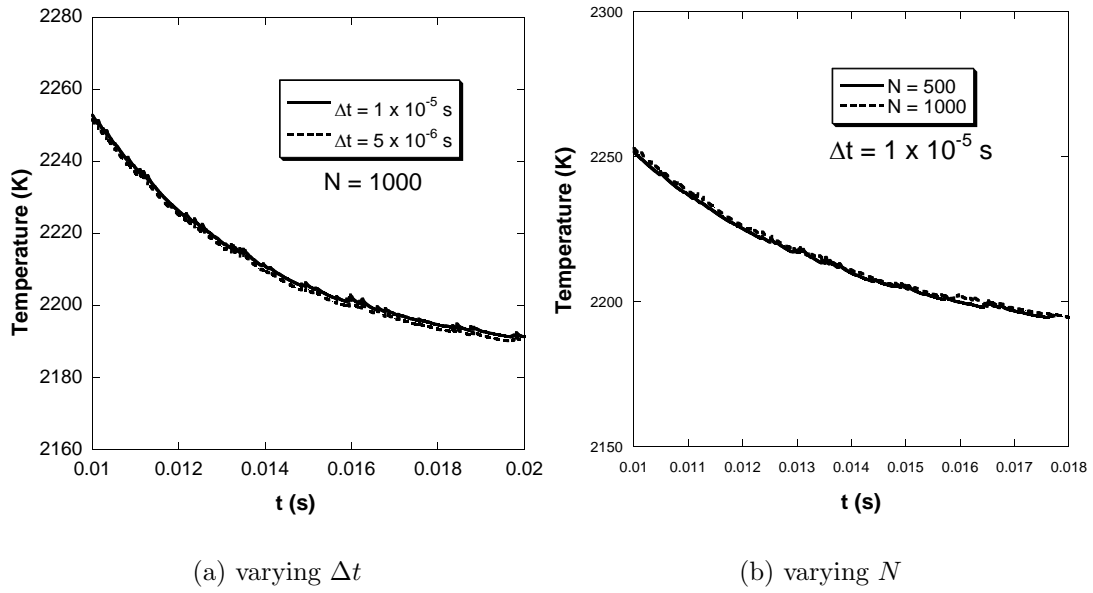 2280
2260
2240
2220
2200
2180
2160
0.01 0.012 0.014 0.016 0.018 0.02
Temperature (K)
t (s)
Δt = 1 x 10⁻⁵ s
Δt = 5 x 10⁻⁶ s
N = 1000
(a) varying Δt
2300
2250
2200
2150
0.01 0.011 0.012 0.013 0.014 0.015 0.016 0.017 0.018
Temperature (K)
t (s)
N = 500
N = 1000
Δt = 1 x 10⁻⁵ s
(b) varying N